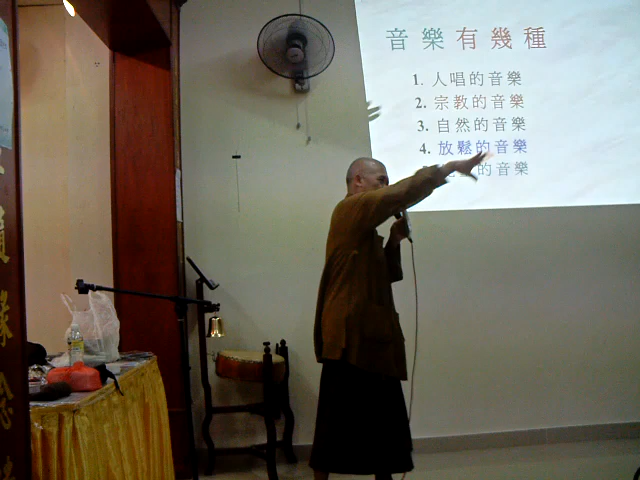 音樂有幾種
1. 人唱的音樂
2. 宗教的音樂
3. 自然的音樂
4. 放鬆的音樂
的音樂